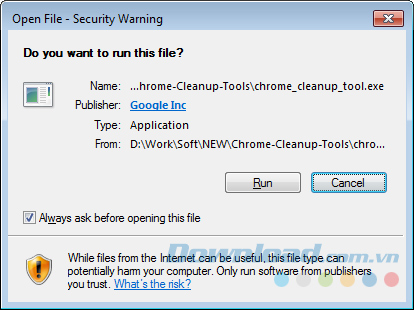 Open File - Security Warning
Do you want to run this file?
Name: ...hrome-Cleanup-Tools\chrome_cleanup_tool.exe
Publisher: Google Inc
Type: Application
From: D:\Work\Soft\NEW\Chrome-Cleanup-Tools\chro...
Run Cancel
Always ask before opening this file
Download.com.vn
While files from the Internet can be useful, this file type can
potentially harm your computer. Only run software from publishers
you trust. What's the risk?